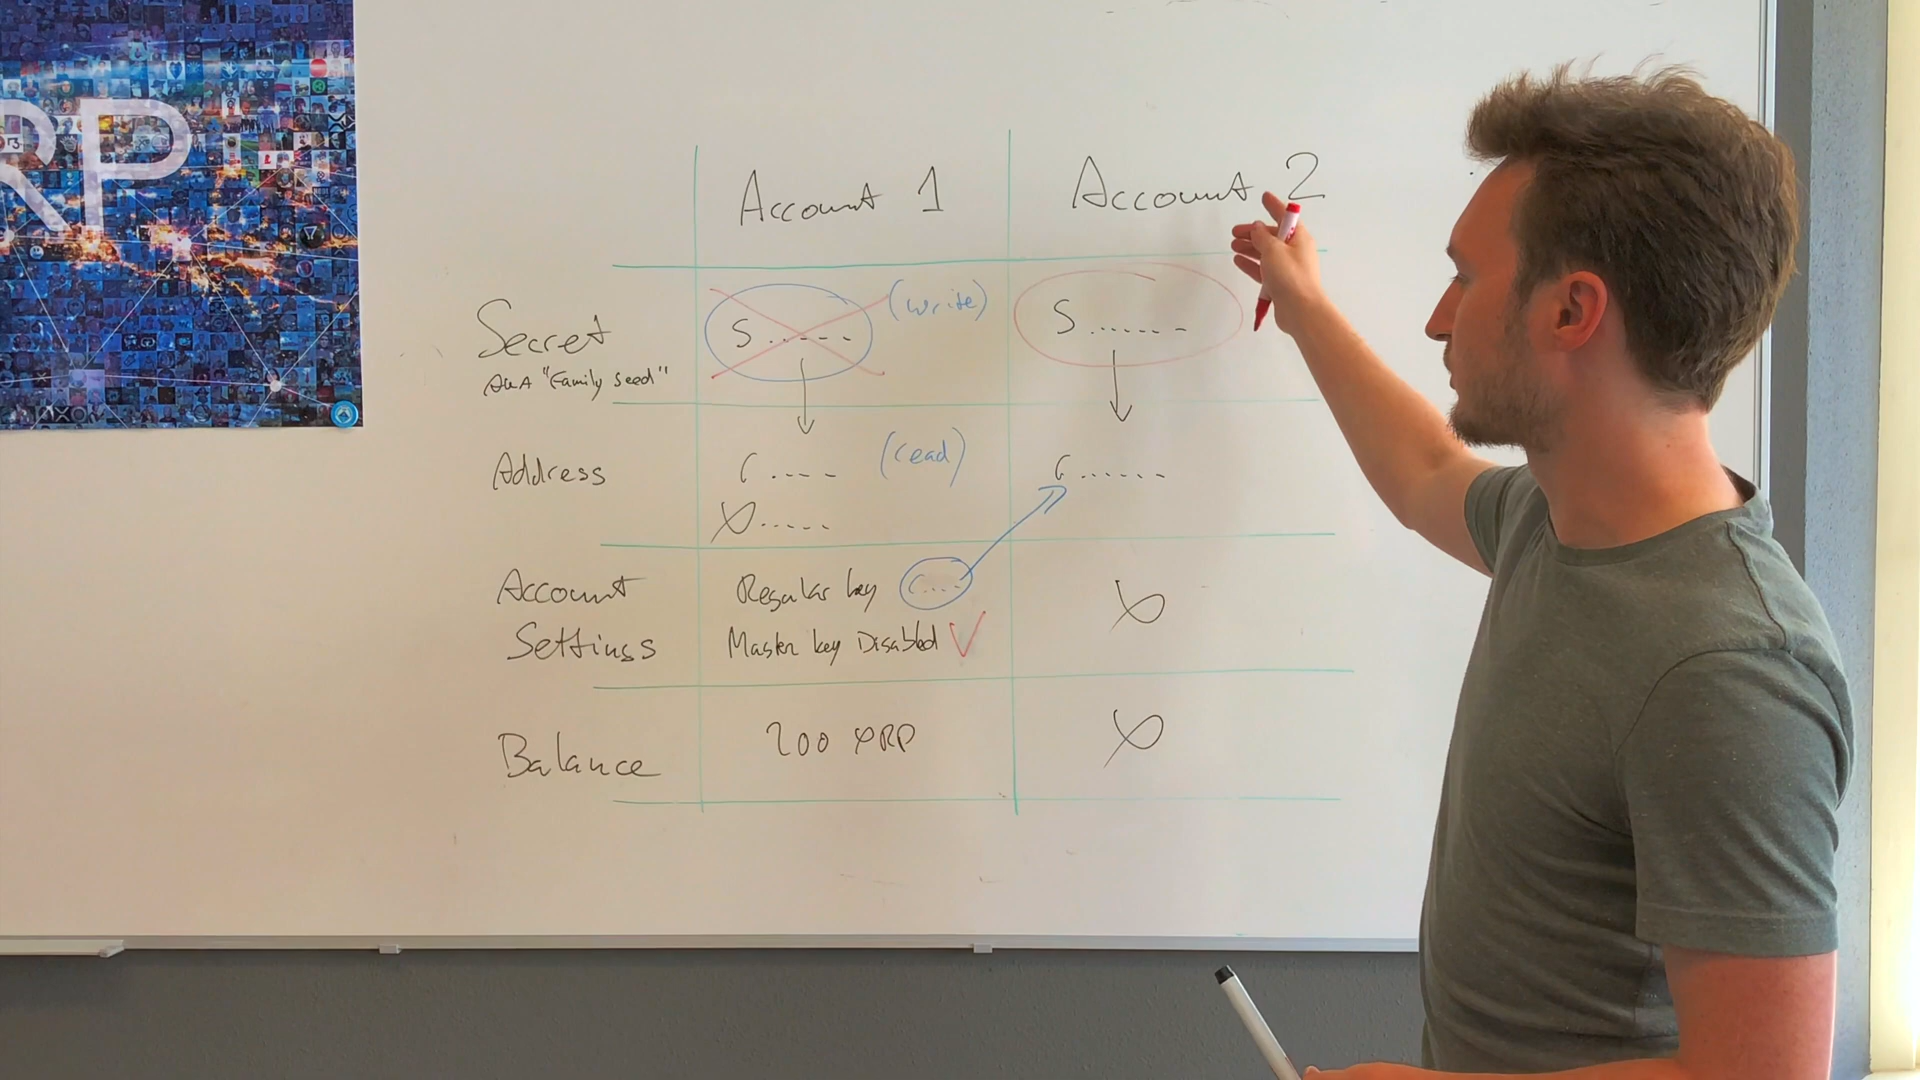 RP
Account 1
Account 2
Secret
AKA "Family Seed"
S.....
(write)
S.......
Address
r....
(read)
r......
X.....
Account
Settings
Regular key
r....
Master key Disabled
Balance
200 XRP